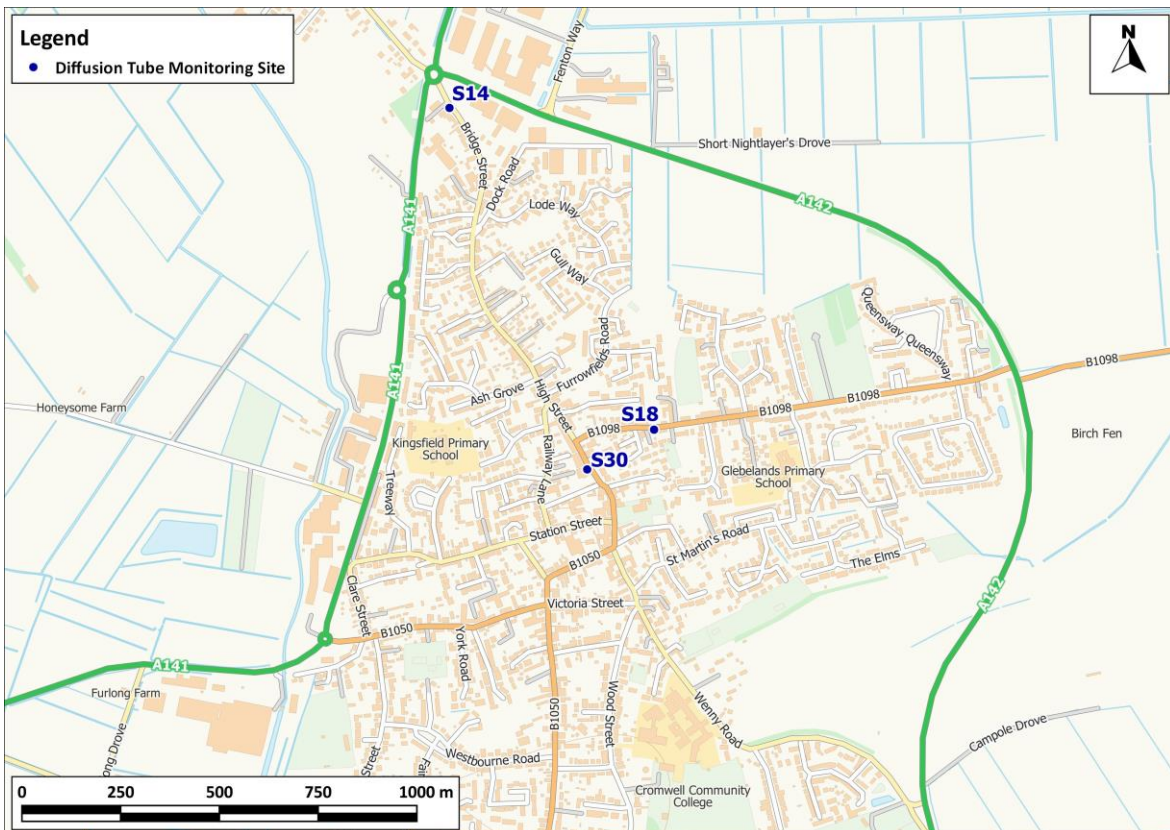 Legend
Diffusion Tube Monitoring Site
N
S14
Fenton Way
Bridge Street
Short Nightlayer's Drove
Dock Road
A142
Lode Way
A141
Gull Way
Queensway
Queensway
Furrowfields Road
B1098
A141
Ash Grove
High Street
B1098
B1098
Honeysome Farm
S18
B1098
Birch Fen
Kingsfield Primary
School
Railway Lane
S30
Glebelands Primary
School
Treeway
Station Street
St Martin's Road
The Elms
B1050
Clare Street
Victoria Street
A142
B1050
York Road
A141
Furlong Farm
Wood Street
Wenny Road
B1050
ong Drove
Campole Drove
Street
Fair
Westbourne Road
Cromwell Community
College
0 250 500 750 1000 m